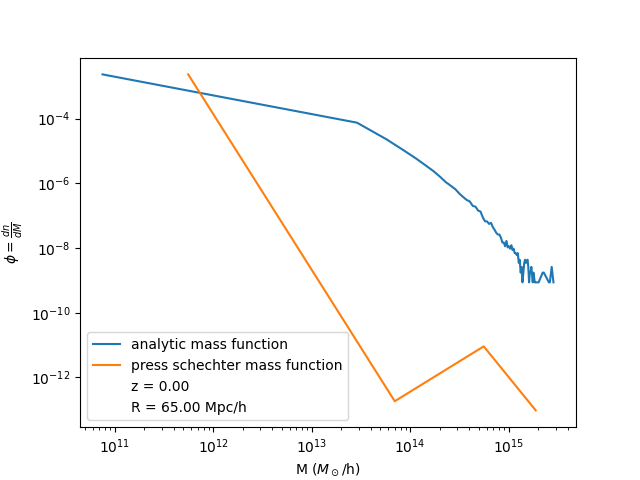 10⁻⁴
10⁻⁶
10⁻⁸
10⁻¹⁰
10⁻¹²
ϕ = dn/dM
analytic mass function
press schechter mass function
z = 0.00
R = 65.00 Mpc/h
10¹¹ 10¹² 10¹³ 10¹⁴ 10¹⁵
M (M_⊙/h)